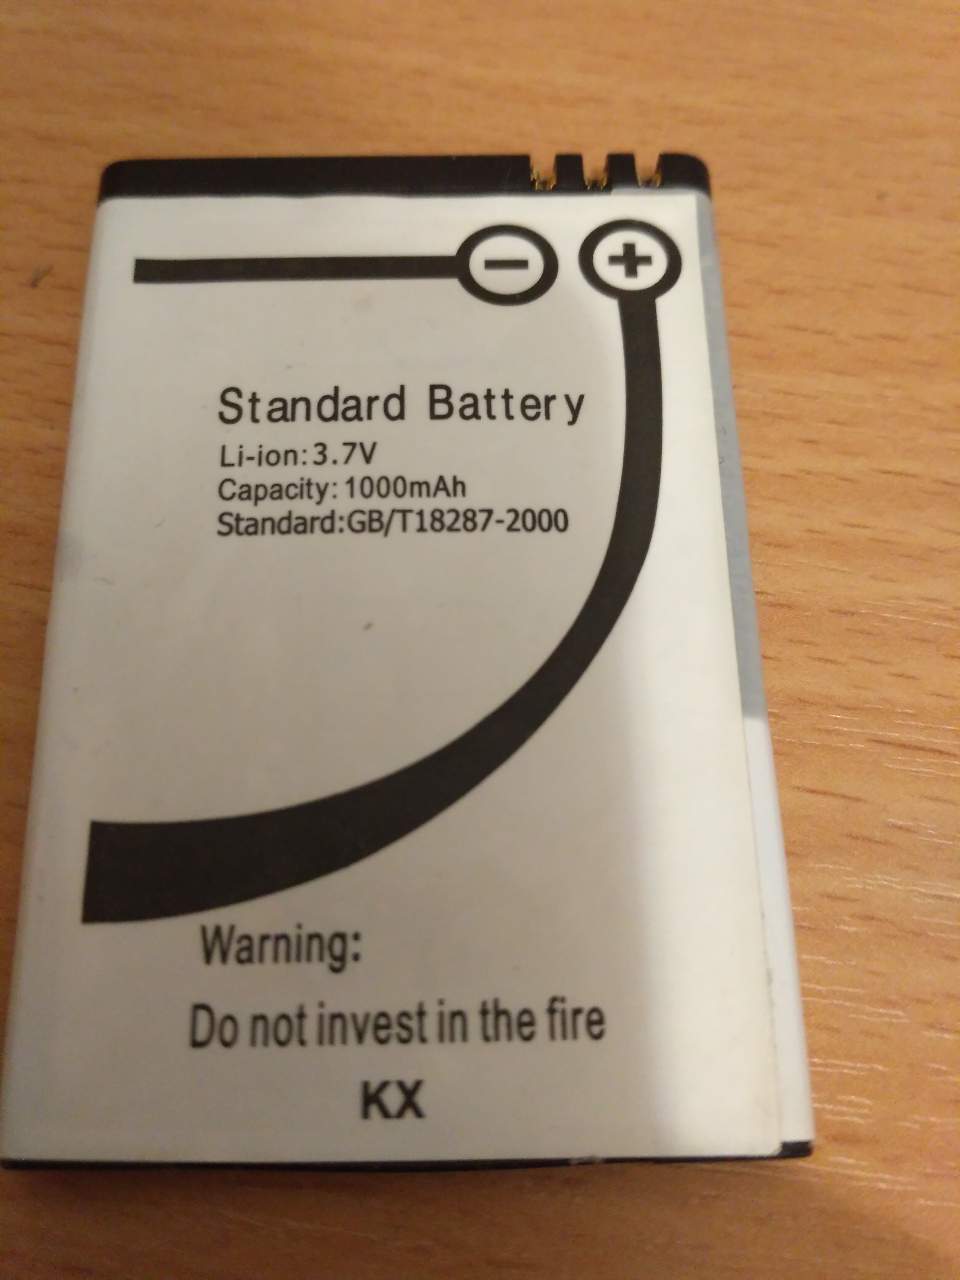 Standard Battery
Li-ion:3.7V
Capacity:1000mAh
Standard:GB/T18287-2000
Warning:
Do not invest in the fire
KX